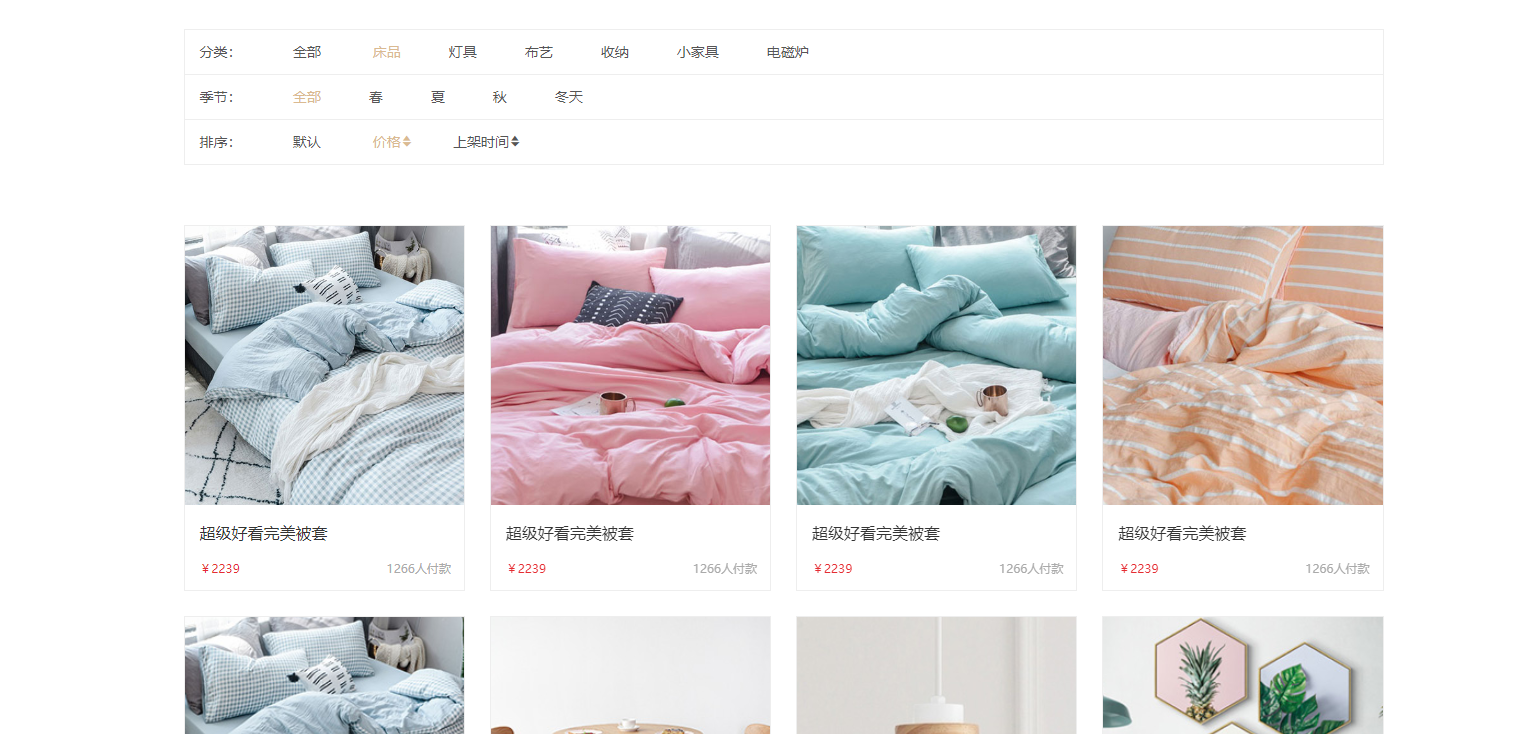 分类： 全部 床品 灯具 布艺 收纳 小家具 电磁炉
季节： 全部 春 夏 秋 冬天
排序： 默认 价格 上架时间
超级好看完美被套 超级好看完美被套 超级好看完美被套 超级好看完美被套
￥2239 1266人付款 ￥2239 1266人付款 ￥2239 1266人付款 ￥2239 1266人付款